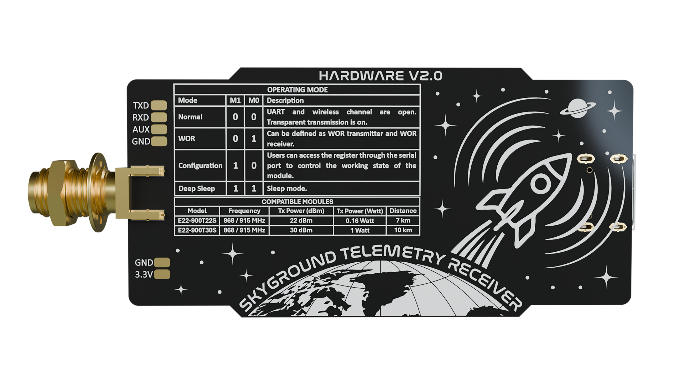 HARDWARE V2.0
OPERATING MODE
Mode M1 M0 Description
Normal 0 0 UART and wireless channel are open. Transparent transmission is on.
WOR 0 1 Can be defined as WOR transmitter and WOR receiver.
Configuration 1 0 Users can access the register through the serial port to control the working state of the module.
Deep Sleep 1 1 Sleep mode.
COMPATIBLE MODULES
Model Frequency Tx Power (dBm) Tx Power (Watt) Distance
E22-900T22S 868 / 915 MHz 22 dBm 0.16 Watt 7 km
E22-900T30S 868 / 915 MHz 30 dBm 1 Watt 10 km
TXD
RXD
AUX
GND
GND
3.3V
SKYGROUND TELEMETRY RECEIVER